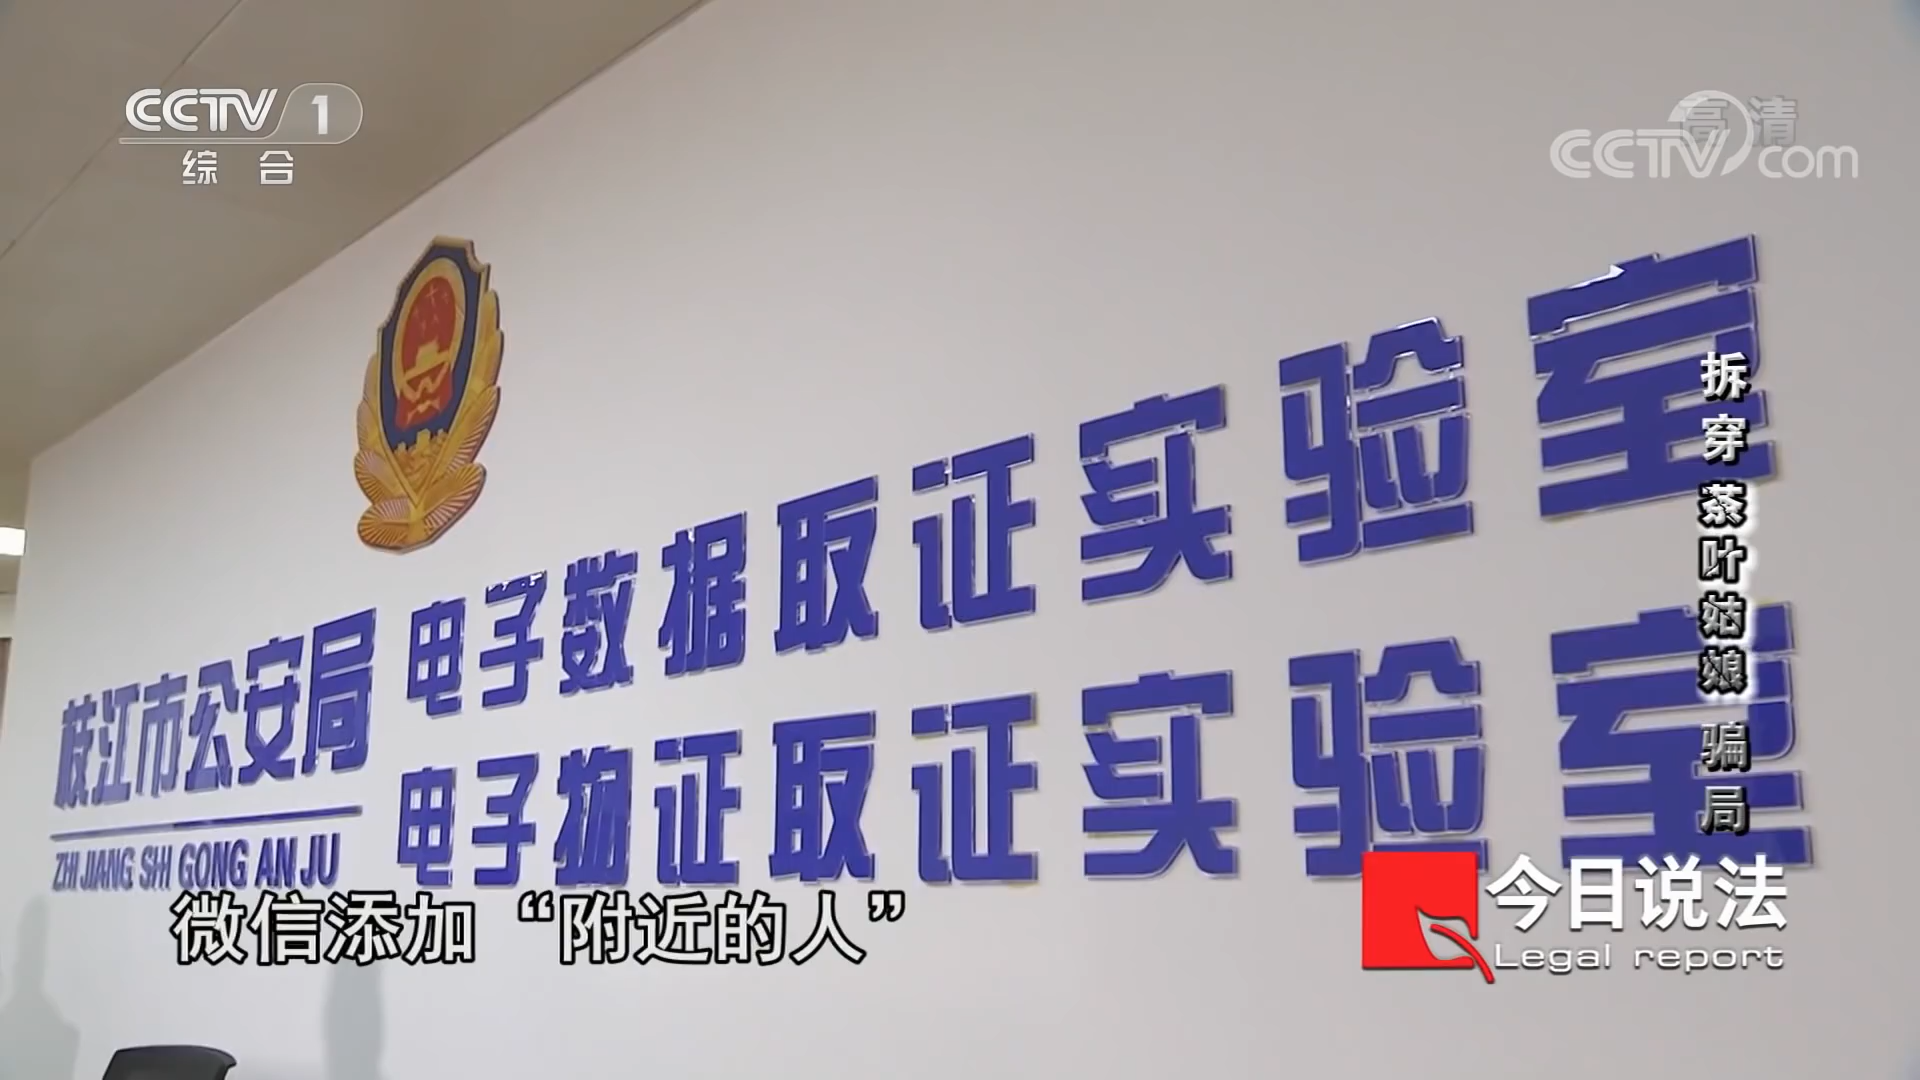 CCTV 1
综合
高清
CCTV com
枝江市公安局
ZHI JIANG SHI GONG AN JU
电子数据取证实验室
电子物证取证实验室
拆穿茶叶姑娘骗局
微信添加“附近的人”
今日说法
Legal report